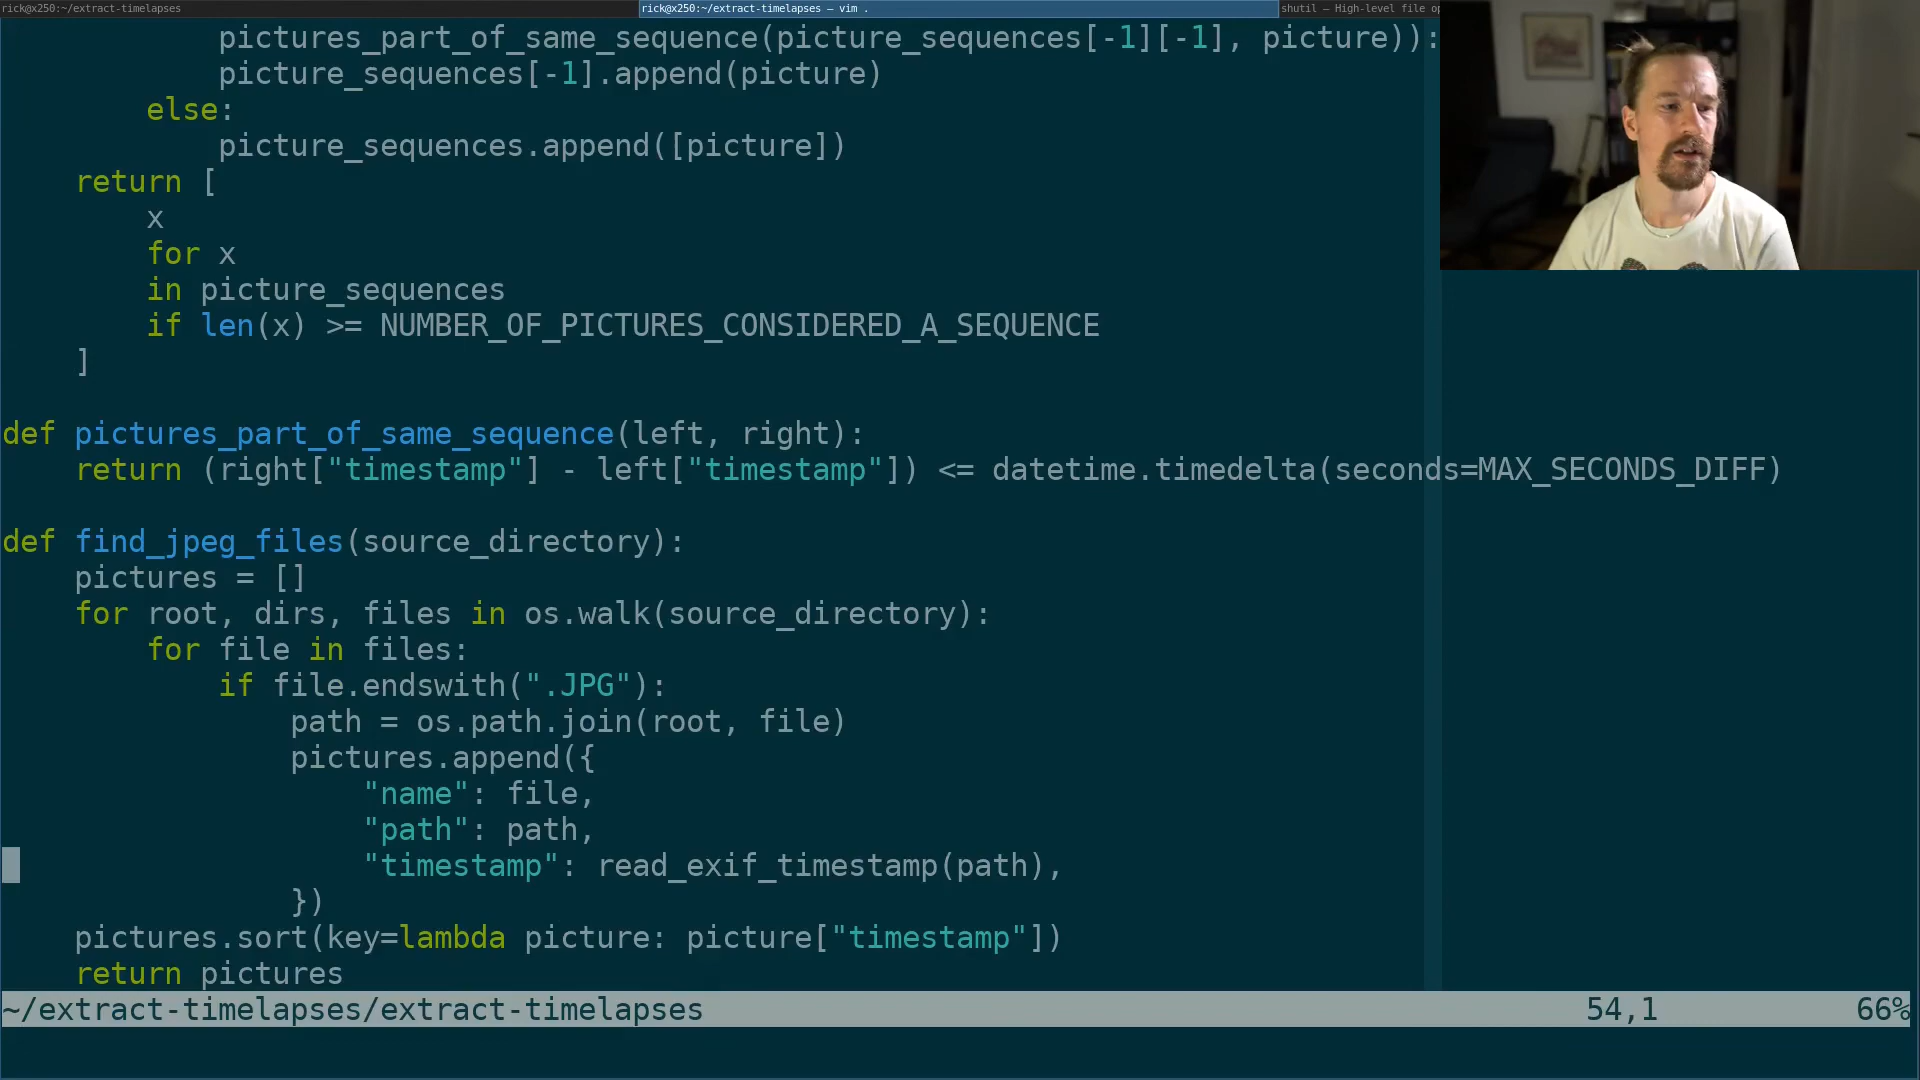 rick@x250:~/extract-timelapses
rick@x250:~/extract-timelapses — vim .
shutil — High-level file op
            pictures_part_of_same_sequence(picture_sequences[-1][-1], picture)):
            picture_sequences[-1].append(picture)
        else:
            picture_sequences.append([picture])
    return [
        x
        for x
        in picture_sequences
        if len(x) >= NUMBER_OF_PICTURES_CONSIDERED_A_SEQUENCE
    ]
def pictures_part_of_same_sequence(left, right):
    return (right["timestamp"] - left["timestamp"]) <= datetime.timedelta(seconds=MAX_SECONDS_DIFF)
def find_jpeg_files(source_directory):
    pictures = []
    for root, dirs, files in os.walk(source_directory):
        for file in files:
            if file.endswith(".JPG"):
                path = os.path.join(root, file)
                pictures.append({
                    "name": file,
                    "path": path,
                    "timestamp": read_exif_timestamp(path),
                })
    pictures.sort(key=lambda picture: picture["timestamp"])
    return pictures
~/extract-timelapses/extract-timelapses 54,1 66%